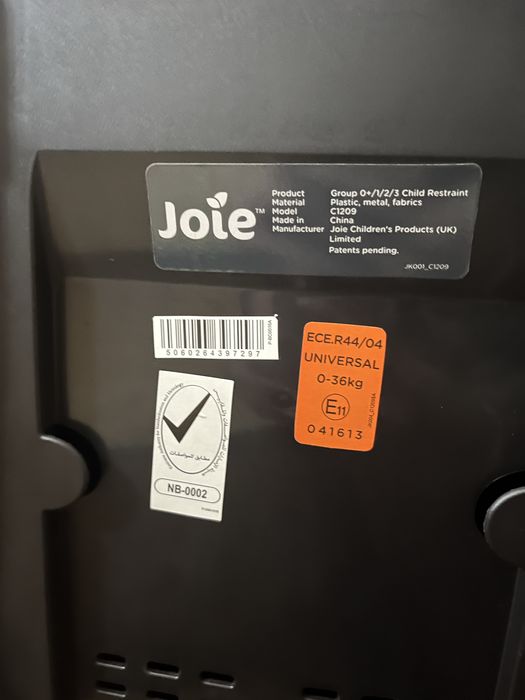 Joie™
Product Group 0+/1/2/3 Child Restraint
Material Plastic, metal, fabrics
Model C1209
Made in China
Manufacturer Joie Children's Products (UK)
Limited
Patents pending.
JK001_C1209
5060264397297
ECE.R44/04
UNIVERSAL
0-36kg
E11
041613
مطابق للمواصفات
NB-0002